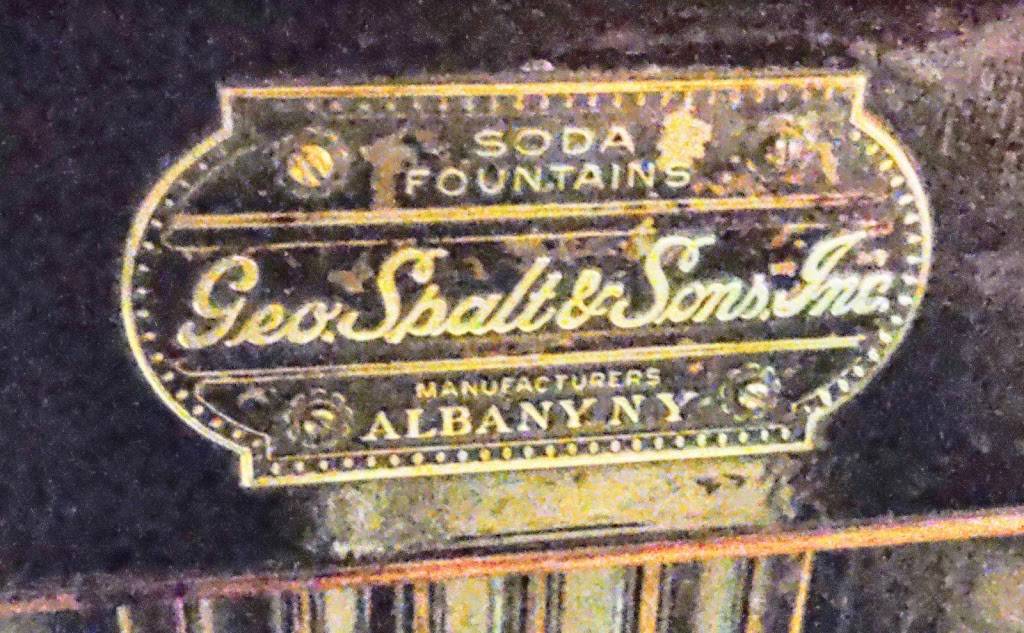 SODA
FOUNTAINS
Geo. Spalt & Sons. Inc.
MANUFACTURERS
ALBANY N Y